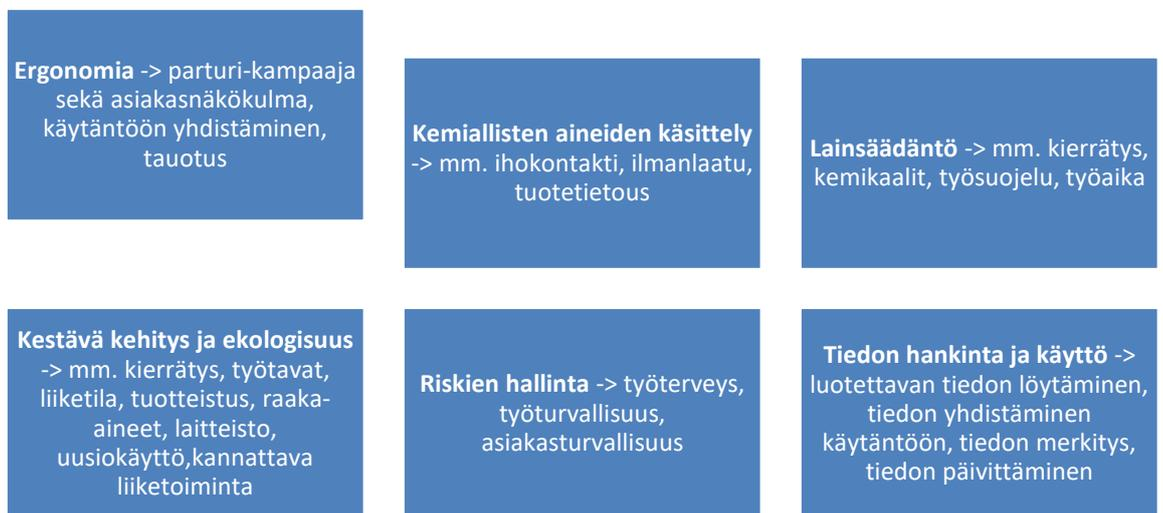 Ergonomia -> parturi-kampaaja
sekä asiakasnäkökulma,
käytäntöön yhdistäminen,
tauotus
Kemiallisten aineiden käsittely
-> mm. ihokontakti, ilmanlaatu,
tuotetietous
Lainsäädäntö -> mm. kierrätys,
kemikaalit, työsuojelu, työaika
Kestävä kehitys ja ekologisuus
-> mm. kierrätys, työtavat,
liiketila, tuotteistus, raaka-
aineet, laitteisto,
uusiokäyttö,kannattava
liiketoiminta
Riskien hallinta -> työterveys,
työturvallisuus,
asiakasturvallisuus
Tiedon hankinta ja käyttö ->
luotettavan tiedon löytäminen,
tiedon yhdistäminen
käytäntöön, tiedon merkitys,
tiedon päivittäminen